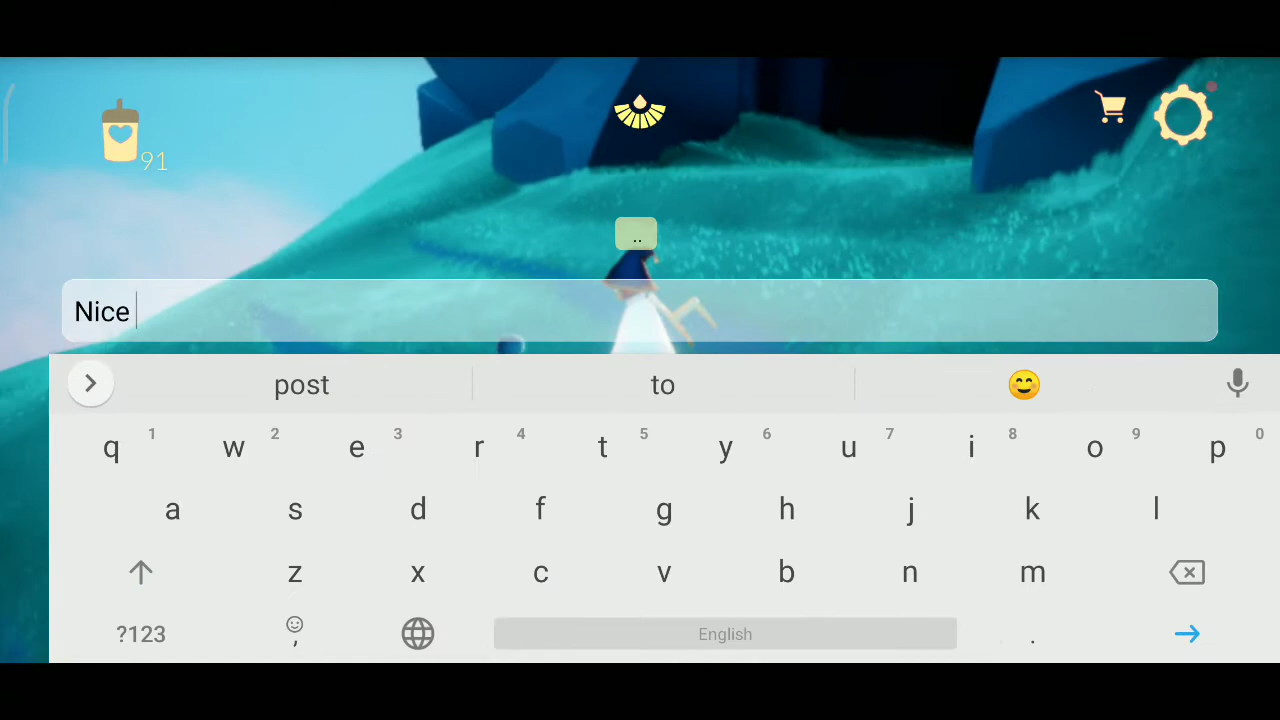 91
..
Nice
post to 😊
q 1 w 2 e 3 r 4 t 5 y 6 u 7 i 8 o 9 p 0
a s d f g h j k l
z x c v b n m
?123 , English .